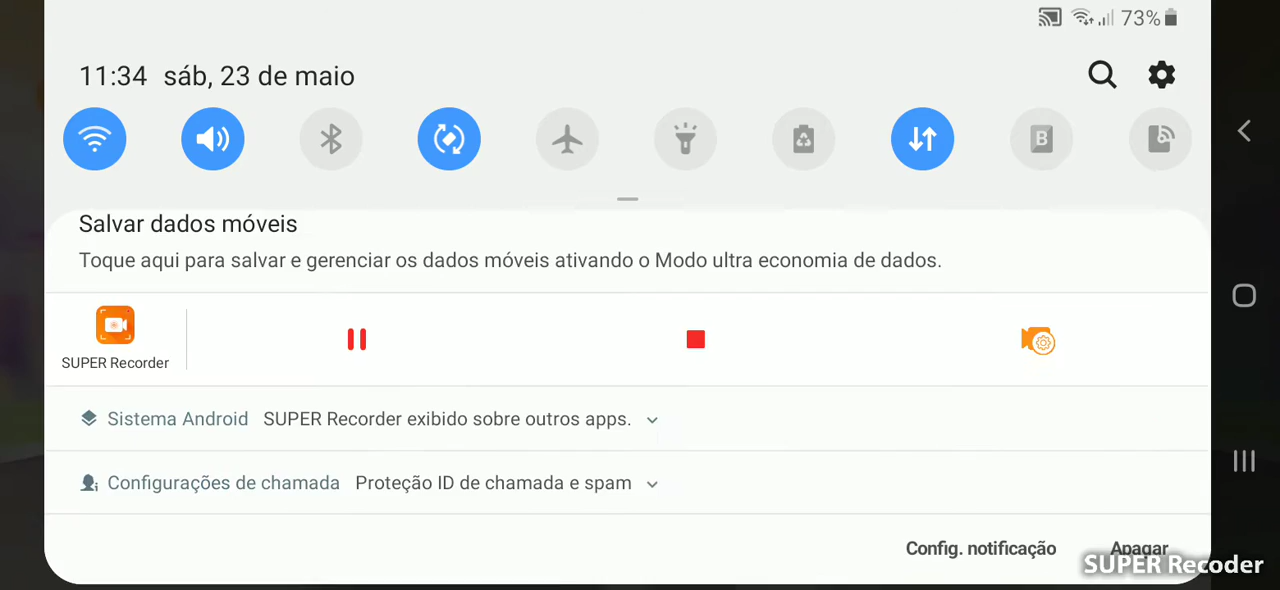 73%
11:34 sáb, 23 de maio
B
Salvar dados móveis
Toque aqui para salvar e gerenciar os dados móveis ativando o Modo ultra economia de dados.
SUPER Recorder
Sistema Android SUPER Recorder exibido sobre outros apps.
Configurações de chamada Proteção ID de chamada e spam
Config. notificação Apagar
SUPER Recoder